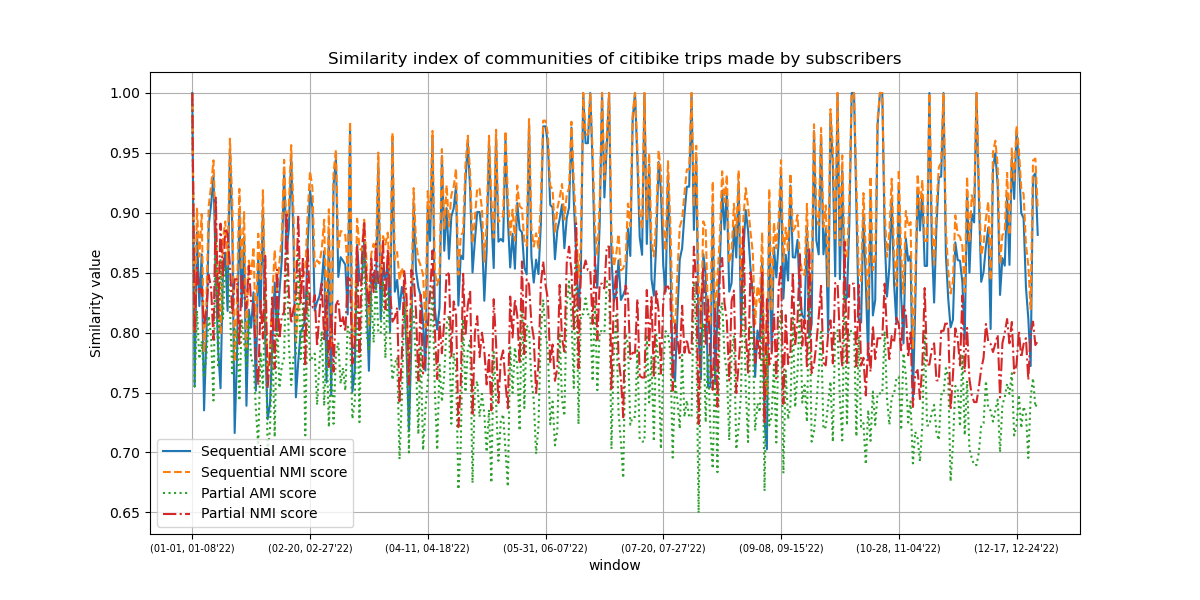 Similarity index of communities of citibike trips made by subscribers
1.00
0.95
0.90
0.85
0.80
0.75
0.70
0.65
Similarity value
Sequential AMI score
Sequential NMI score
Partial AMI score
Partial NMI score
(01-01, 01-08'22) (02-20, 02-27'22) (04-11, 04-18'22) (05-31, 06-07'22) (07-20, 07-27'22) (09-08, 09-15'22) (10-28, 11-04'22) (12-17, 12-24'22)
window